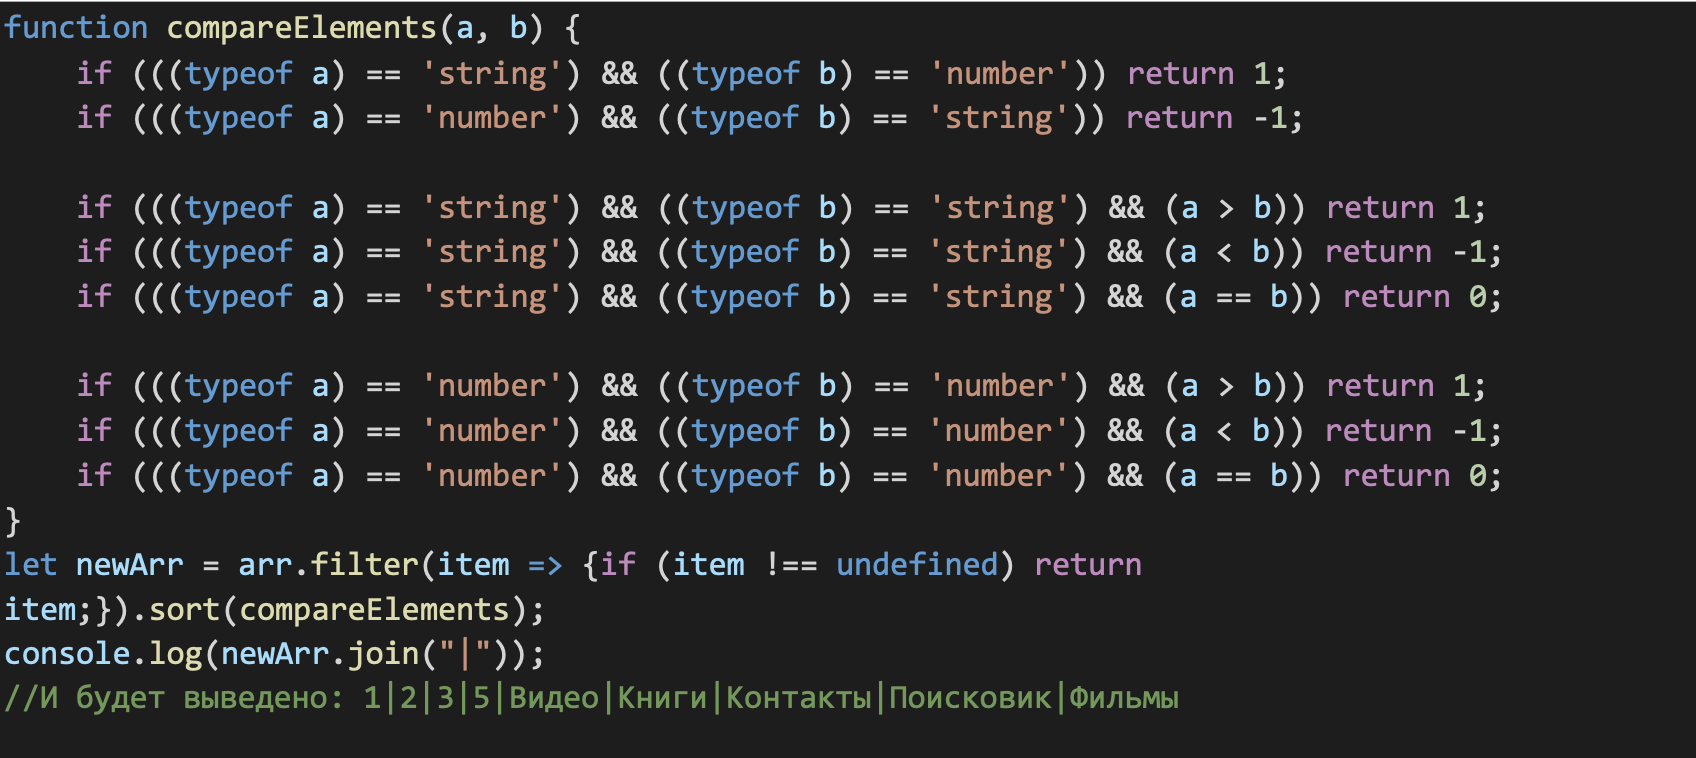 function compareElements(a, b) {
    if (((typeof a) == 'string') && ((typeof b) == 'number')) return 1;
    if (((typeof a) == 'number') && ((typeof b) == 'string')) return -1;

    if (((typeof a) == 'string') && ((typeof b) == 'string') && (a > b)) return 1;
    if (((typeof a) == 'string') && ((typeof b) == 'string') && (a < b)) return -1;
    if (((typeof a) == 'string') && ((typeof b) == 'string') && (a == b)) return 0;

    if (((typeof a) == 'number') && ((typeof b) == 'number') && (a > b)) return 1;
    if (((typeof a) == 'number') && ((typeof b) == 'number') && (a < b)) return -1;
    if (((typeof a) == 'number') && ((typeof b) == 'number') && (a == b)) return 0;
}
let newArr = arr.filter(item => {if (item !== undefined) return
item;}).sort(compareElements);
console.log(newArr.join("|"));
//И будет выведено: 1|2|3|5|Видео|Книги|Контакты|Поисковик|Фильмы